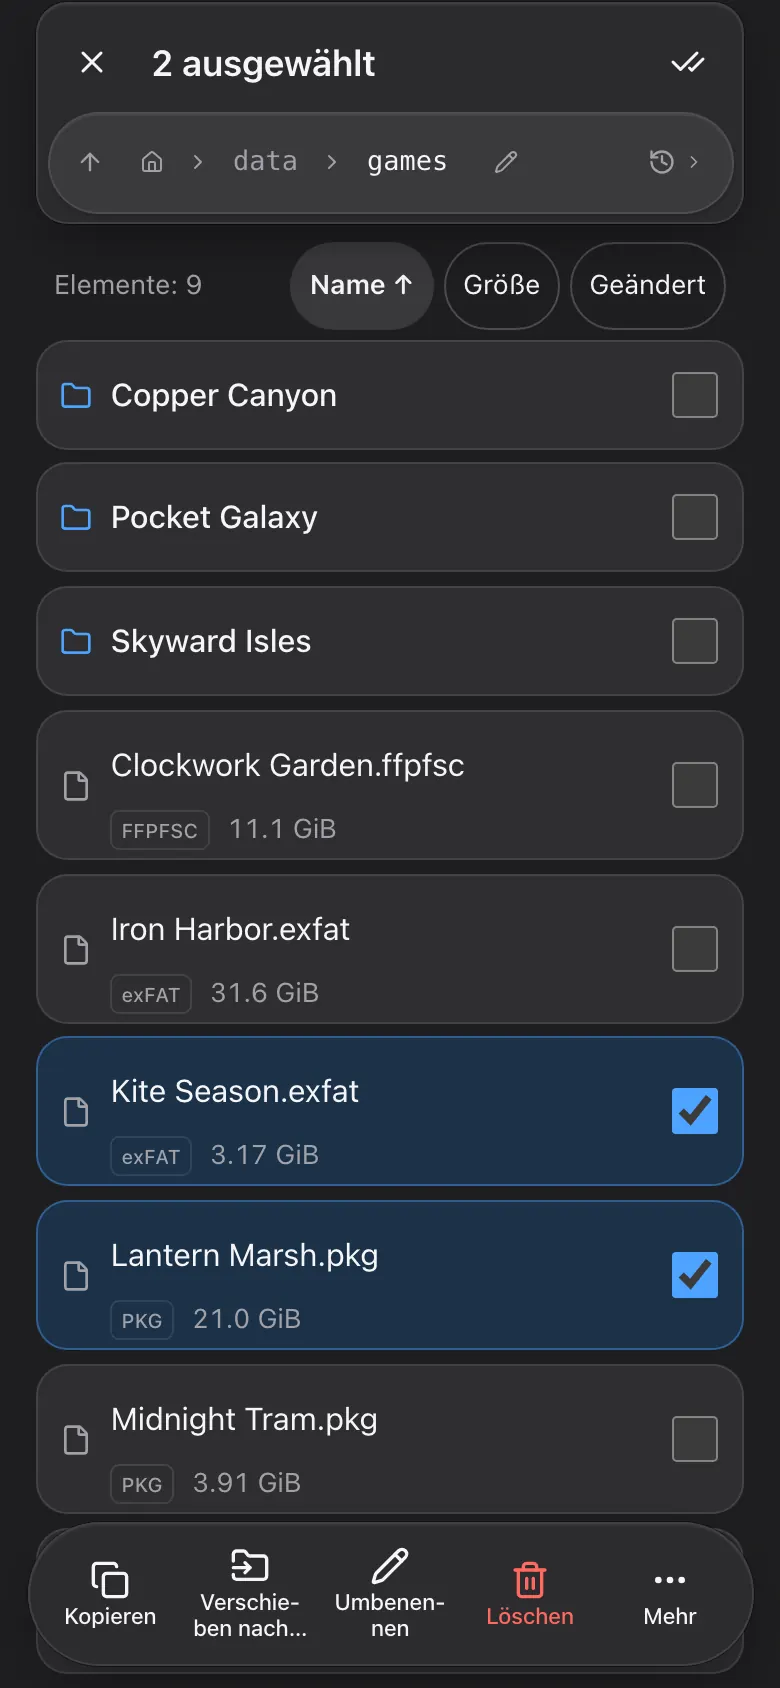 2 ausgewählt
data games
Elemente: 9
Name ↑
Größe
Geändert
Copper Canyon
Pocket Galaxy
Skyward Isles
Clockwork Garden.ffpfsc
FFPFSC 11.1 GiB
Iron Harbor.exfat
exFAT 31.6 GiB
Kite Season.exfat
exFAT 3.17 GiB
Lantern Marsh.pkg
PKG 21.0 GiB
Midnight Tram.pkg
PKG 3.91 GiB
Kopieren
Verschie-
ben nach...
Umbenen-
nen
Löschen
Mehr